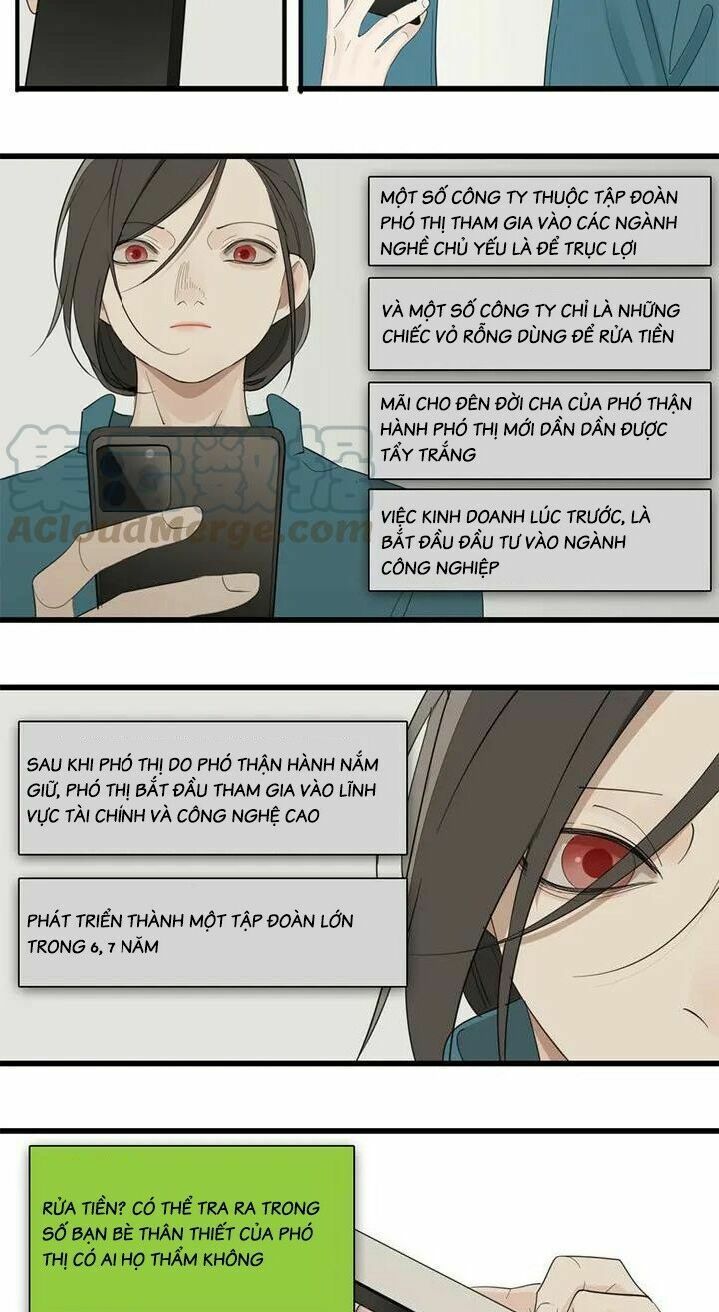 MỘT SỐ CÔNG TY THUỘC TẬP ĐOÀN
PHÓ THỊ THAM GIA VÀO CÁC NGÀNH
NGHỀ CHỦ YẾU LÀ ĐỂ TRỤC LỢI
VÀ MỘT SỐ CÔNG TY CHỈ LÀ NHỮNG
CHIẾC VỎ RỖNG DÙNG ĐỂ RỬA TIỀN
MÃI CHO ĐẾN ĐỜI CHA CỦA PHÓ THẬN
HÀNH PHÓ THỊ MỚI DẦN DẦN ĐƯỢC
TẨY TRẮNG
VIỆC KINH DOANH LÚC TRƯỚC, LÀ
BẮT ĐẦU ĐẦU TƯ VÀO NGÀNH
CÔNG NGHIỆP
集云数据
ACloudMerge.com
SAU KHI PHÓ THỊ DO PHÓ THẬN HÀNH NẮM
GIỮ, PHÓ THỊ BẮT ĐẦU THAM GIA VÀO LĨNH
VỰC TÀI CHÍNH VÀ CÔNG NGHỆ CAO
PHÁT TRIỂN THÀNH MỘT TẬP ĐOÀN LỚN
TRONG 6, 7 NĂM
RỬA TIỀN? CÓ THỂ TRA RA TRONG
SỐ BẠN BÈ THÂN THIẾT CỦA PHÓ
THỊ CÓ AI HỌ THẨM KHÔNG